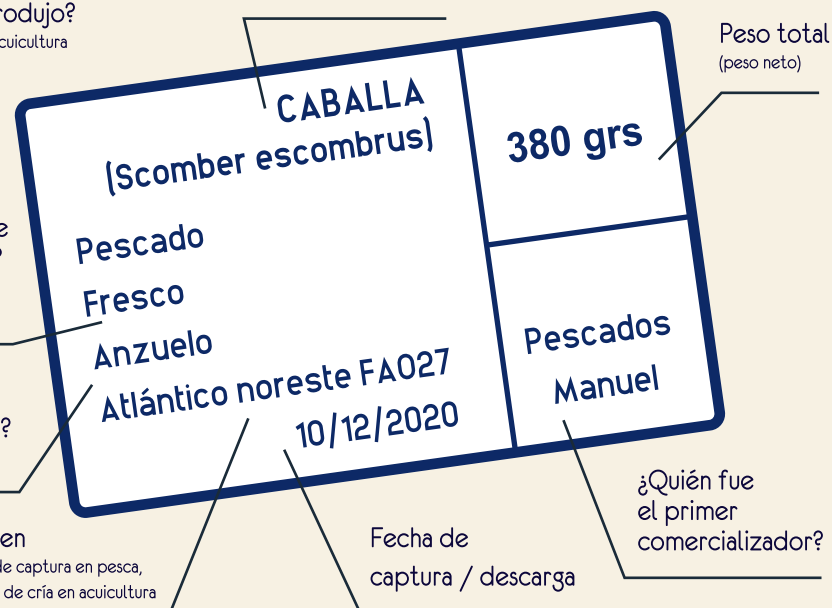 rodujo?
cuicultura
CABALLA
(Scomber escombrus)
Pescado
Fresco
Anzuelo
Atlántico noreste FAO27
10/12/2020
380 grs
Pescados
Manuel
Peso total
(peso neto)
e
?
en
de captura en pesca,
de cría en acuicultura
Fecha de
captura / descarga
¿Quién fue
el primer
comercializador?